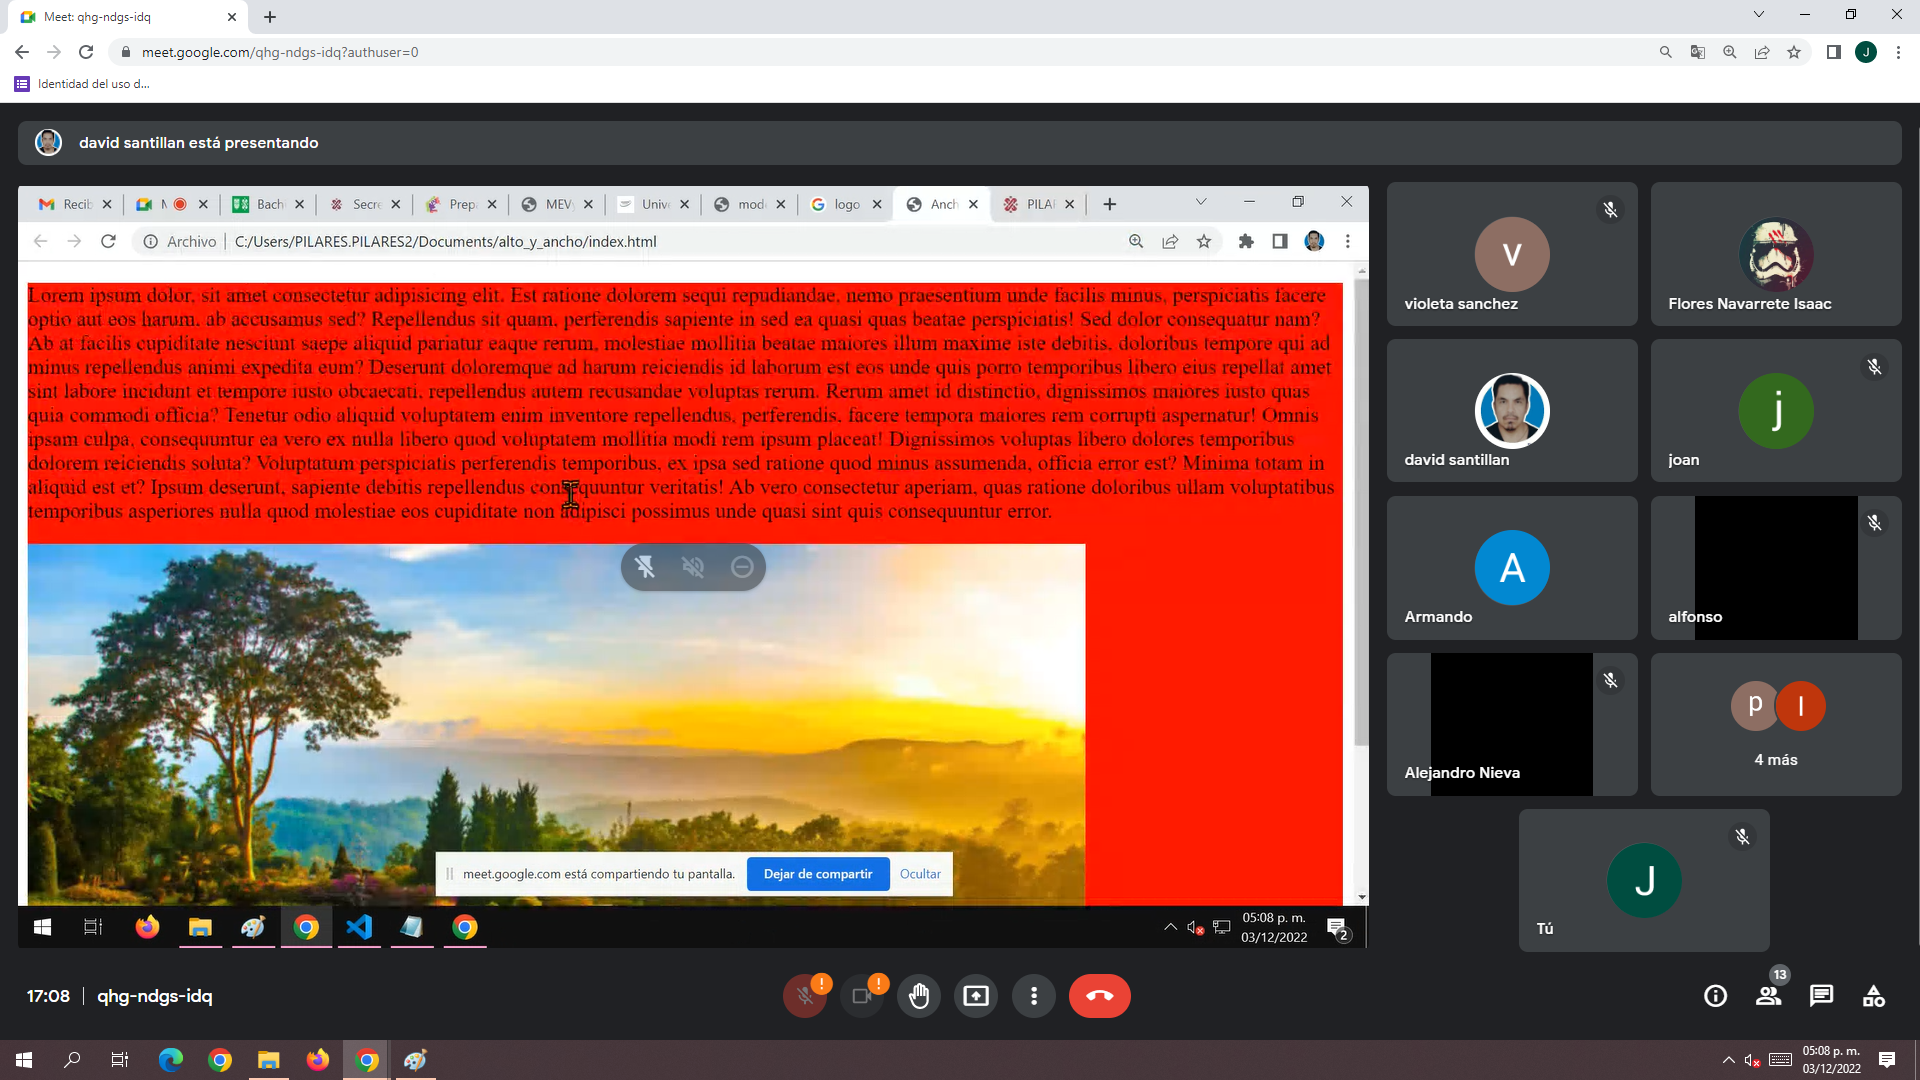 Meet: qhg-ndgs-idq
meet.google.com/qhg-ndgs-idq?authuser=0
J
Identidad del uso d...
david santillan está presentando
Recib
M
Bach
Secre
Prep
MEV
Univ
mod
logo
Anch
PILA
Archivo
C:/Users/PILARES.PILARES2/Documents/alto_y_ancho/index.html
Lorem ipsum dolor, sit amet consectetur adipisicing elit. Est ratione dolorem sequi repudiandae, nemo praesentium unde facilis minus, perspiciatis facere
optio aut eos harum, ab accusamus sed? Repellendus sit quam, perferendis sapiente in sed ea quasi quas beatae perspiciatis! Sed dolor consequatur nam?
Ab at facilis cupiditate nesciunt saepe aliquid pariatur eaque rerum, molestiae mollitia beatae maiores illum maxime iste debitis, doloribus tempore qui ad
minus repellendus animi expedita eum? Deserunt doloremque ad harum reiciendis id laborum est eos unde quis porro temporibus libero eius repellat amet
sint labore incidunt et tempore iusto obcaecati, repellendus autem recusandae voluptas rerum. Rerum amet id distinctio, dignissimos maiores iusto quas
quia commodi officia? Tenetur odio aliquid voluptatem enim inventore repellendus, perferendis, facere tempora maiores rem corrupti aspernatur! Omnis
ipsam culpa, consequuntur ea vero ex nulla libero quod voluptatem mollitia modi rem ipsum placeat! Dignissimos voluptas libero dolores temporibus
dolorem reiciendis soluta? Voluptatum perspiciatis perferendis temporibus, ex ipsa sed ratione quod minus assumenda, officia error est? Minima totam in
aliquid est et? Ipsum deserunt, sapiente debitis repellendus consequuntur veritatis! Ab vero consectetur aperiam, quas ratione doloribus ullam voluptatibus
temporibus asperiores nulla quod molestiae eos cupiditate non adipisci possimus unde quasi sint quis consequuntur error.
meet.google.com está compartiendo tu pantalla.
Dejar de compartir
Ocultar
05:08 p. m.
03/12/2022
2
v
violeta sanchez
Flores Navarrete Isaac
david santillan
j
joan
A
Armando
alfonso
Alejandro Nieva
p
l
4 más
J
Tú
17:08
qhg-ndgs-idq
13
05:08 p. m.
03/12/2022